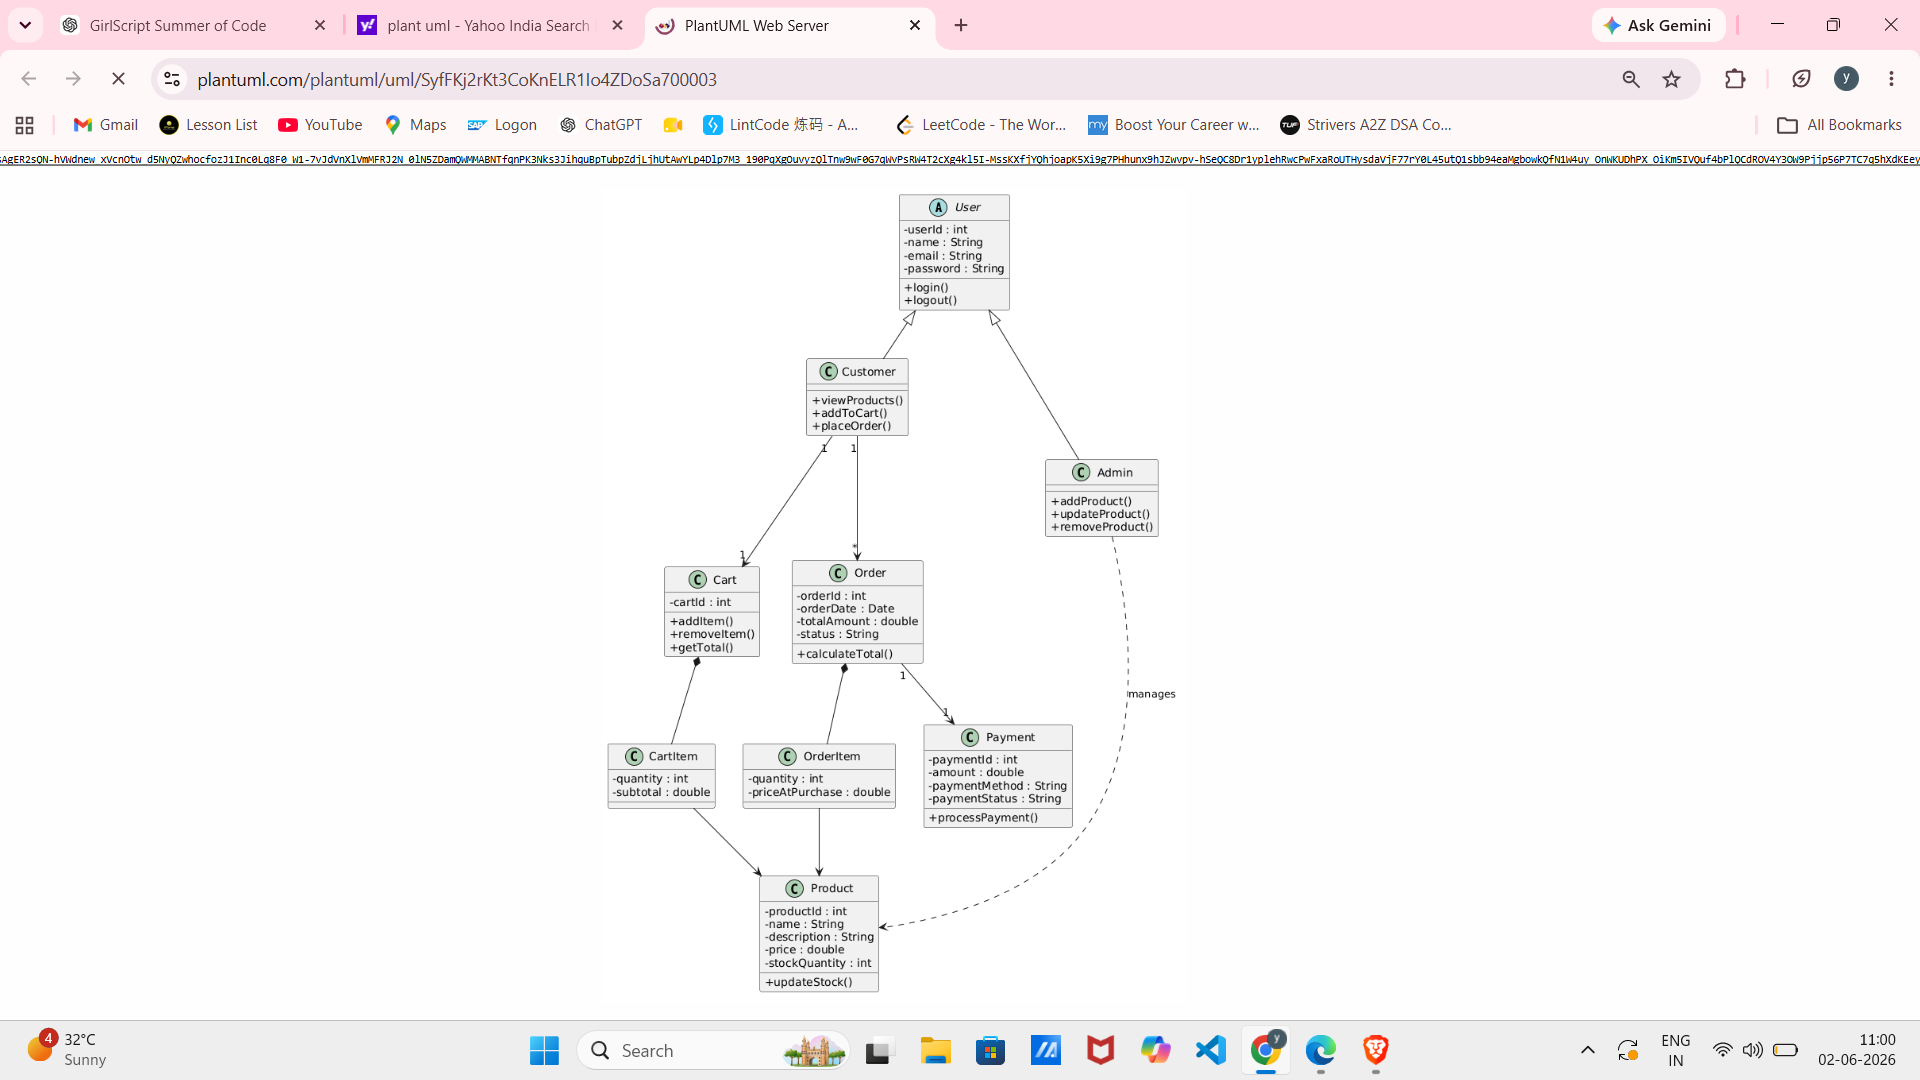 GirlScript Summer of Code
plant uml - Yahoo India Search
PlantUML Web Server
Ask Gemini
plantuml.com/plantuml/uml/SyfFKj2rKt3CoKnELR1Io4ZDoSa700003
y
Gmail
Lesson List
YouTube
Maps
Logon
ChatGPT
LintCode 炼码 - A...
LeetCode - The Wor...
Boost Your Career w...
Strivers A2Z DSA Co...
All Bookmarks
A User
-userId : int
-name : String
-email : String
-password : String
+login()
+logout()
C Customer
+viewProducts()
+addToCart()
+placeOrder()
1 1
C Admin
+addProduct()
+updateProduct()
+removeProduct()
1 *
C Cart
-cartId : int
+addItem()
+removeItem()
+getTotal()
C Order
-orderId : int
-orderDate : Date
-totalAmount : double
-status : String
+calculateTotal()
1
manages
1
C CartItem
-quantity : int
-subtotal : double
C OrderItem
-quantity : int
-priceAtPurchase : double
C Payment
-paymentId : int
-amount : double
-paymentMethod : String
-paymentStatus : String
+processPayment()
C Product
-productId : int
-name : String
-description : String
-price : double
-stockQuantity : int
+updateStock()
4
32°C
Sunny
Search
ENG
IN
11:00
02-06-2026